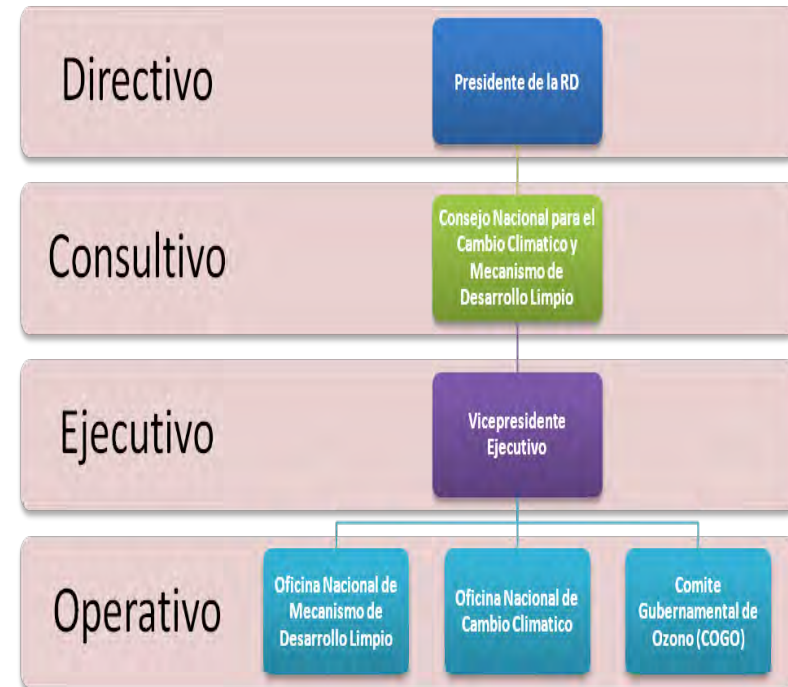 Directivo
Presidente de la RD
Consultivo
Consejo Nacional para el
Cambio Climatico y
Mecanismo de
Desarrollo Limpio
Ejecutivo
Vicepresidente
Ejecutivo
Operativo
Oficina Nacional de
Mecanismo de
Desarrollo Limpio
Oficina Nacional de
Cambio Climatico
Comite
Gubernamental de
Ozono (COGO)